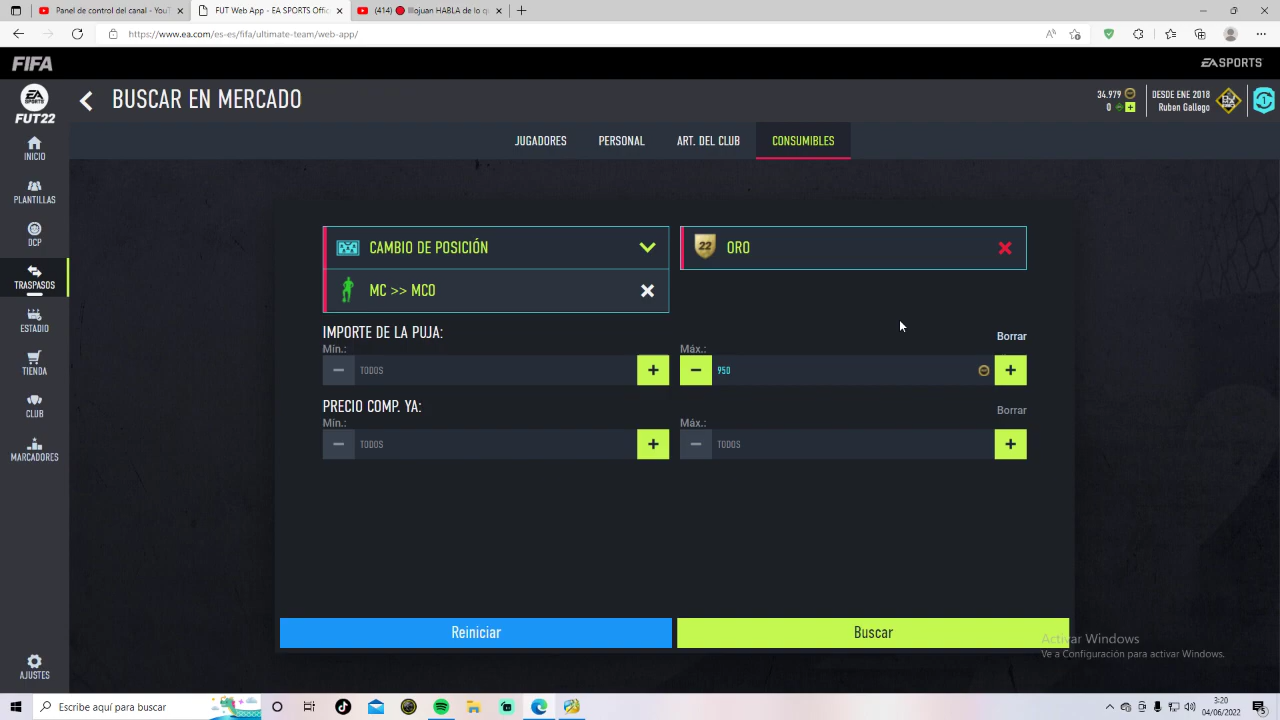 Panel de control del canal - YouT
FUT Web App - EA SPORTS Offic
(414) 🔴 Illojuan HABLA de lo q
https://www.ea.com/es-es/fifa/ultimate-team/web-app/
FIFA
EA SPORTS
EA SPORTS
FUT22
BUSCAR EN MERCADO
34.979
0
DESDE ENE 2018
Ruben Gallego
JUGADORES
PERSONAL
ART. DEL CLUB
CONSUMIBLES
INICIO
PLANTILLAS
DCP
TRASPASOS
ESTADIO
TIENDA
CLUB
MARCADORES
AJUSTES
CAMBIO DE POSICIÓN
22
ORO
MC >> MCO
IMPORTE DE LA PUJA:
Borrar
Mín.:
Máx.:
TODOS
950
PRECIO COMP. YA:
Borrar
Mín.:
Máx.:
TODOS
TODOS
Reiniciar
Buscar
Activar Windows
Ve a Configuración para activar Windows.
Escribe aquí para buscar
3:20
04/06/2022